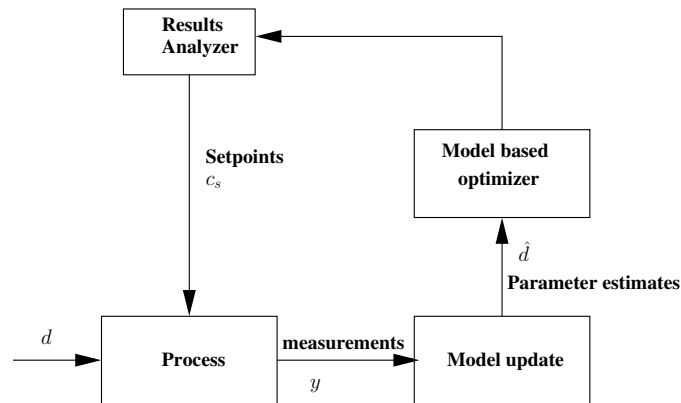 Results
Analyzer
Model based
optimizer
Setpoints
c_s
d̂
Parameter estimates
d
Process
measurements
y
Model update